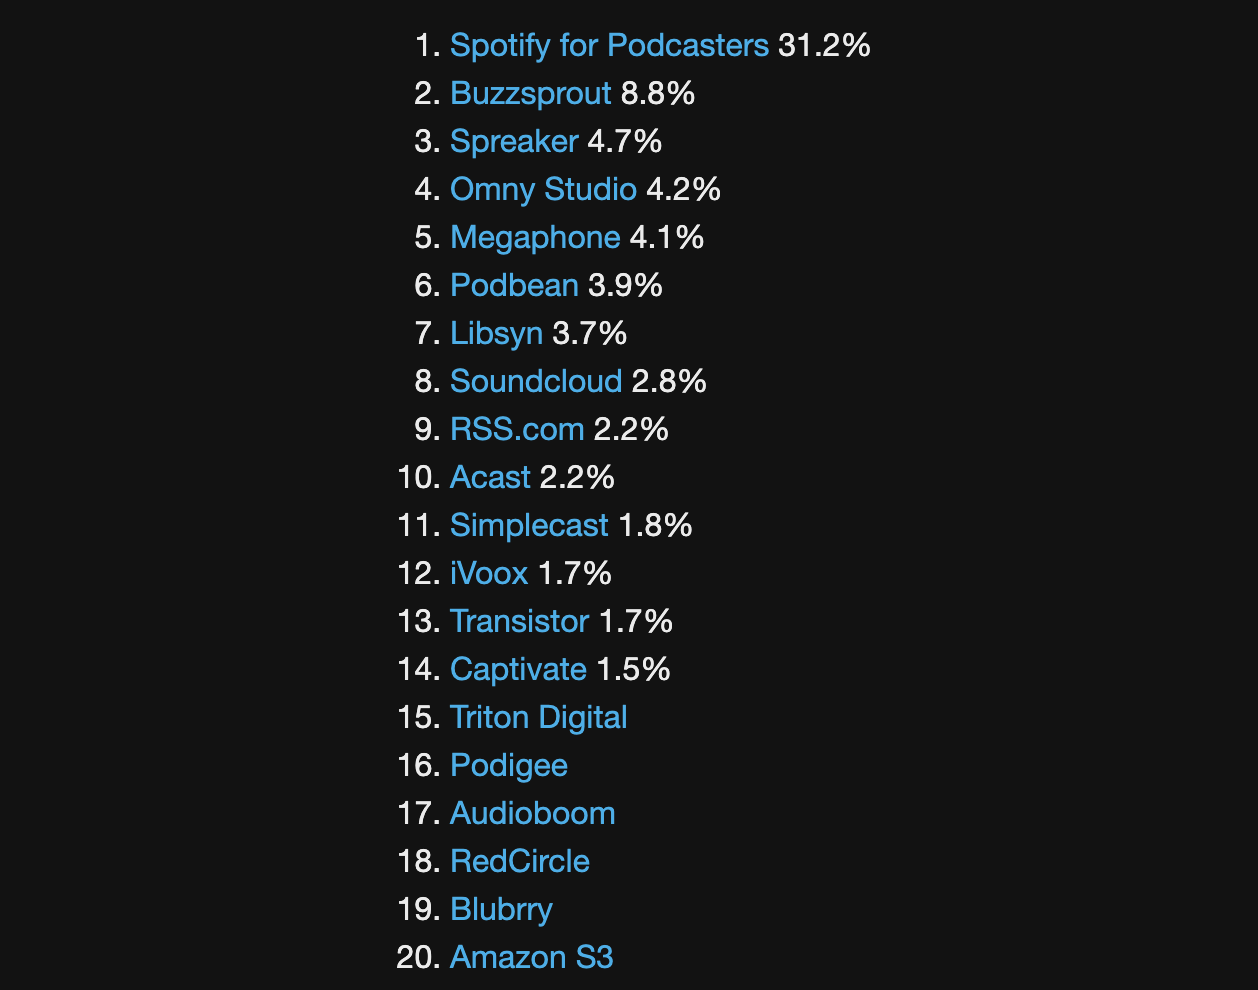 1. Spotify for Podcasters 31.2%
2. Buzzsprout 8.8%
3. Spreaker 4.7%
4. Omny Studio 4.2%
5. Megaphone 4.1%
6. Podbean 3.9%
7. Libsyn 3.7%
8. Soundcloud 2.8%
9. RSS.com 2.2%
10. Acast 2.2%
11. Simplecast 1.8%
12. iVoox 1.7%
13. Transistor 1.7%
14. Captivate 1.5%
15. Triton Digital
16. Podigee
17. Audioboom
18. RedCircle
19. Blubrry
20. Amazon S3